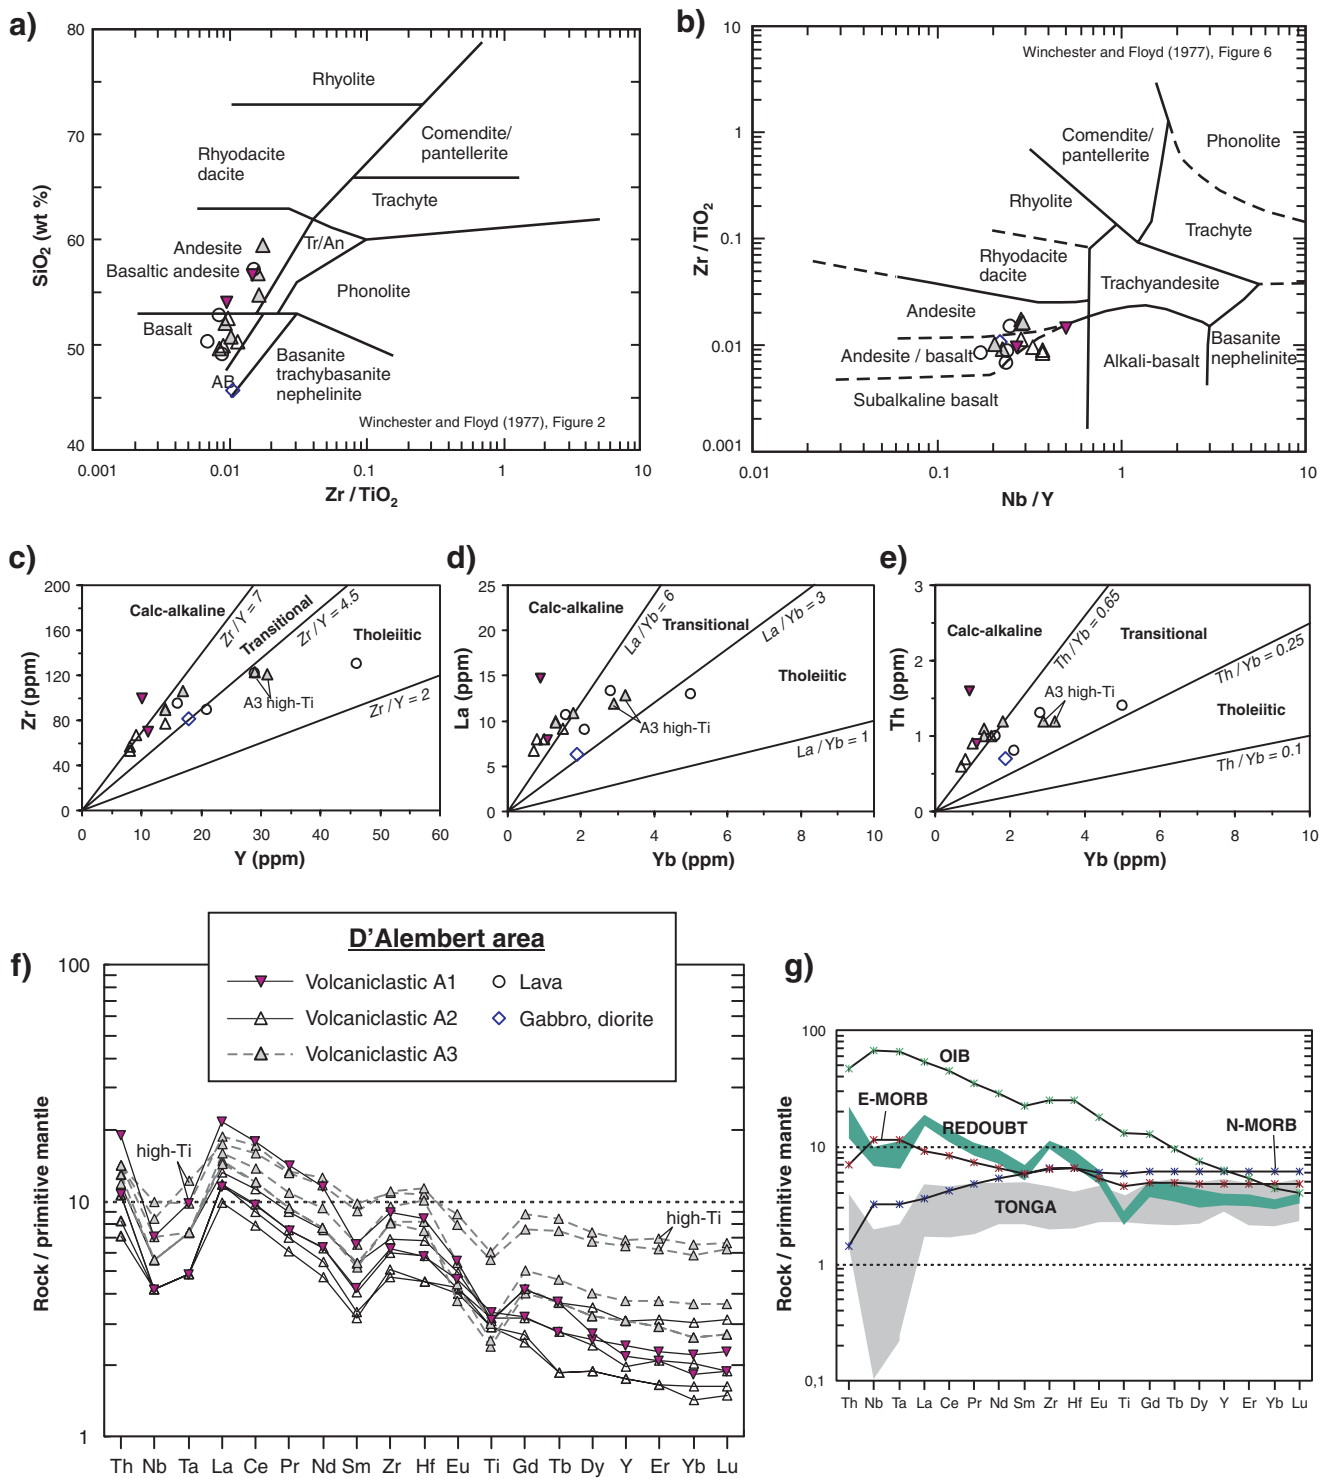 a)
80
70
60
50
40
SiO2 (wt %)
Rhyolite
Rhyodacite
dacite
Comendite/
pantellerite
Trachyte
Andesite
Tr/An
Basaltic andesite
Phonolite
Basalt
AB
Basanite
trachybasanite
nephelinite
Winchester and Floyd (1977), Figure 2
0.001
0.01
0.1
1
10
Zr / TiO2
b)
10
1
0.1
0.01
0.001
Zr / TiO2
Winchester and Floyd (1977), Figure 6
Comendite/
pantellerite
Phonolite
Rhyolite
Trachyte
Rhyodacite
dacite
Trachyandesite
Andesite
Andesite / basalt
Alkali-basalt
Basanite
nephelinite
Subalkaline basalt
0.01
0.1
1
10
Nb / Y
c)
200
160
120
80
40
0
Zr (ppm)
Calc-alkaline
Zr / Y = 7
Transitional
Zr / Y = 4.5
Tholeiitic
A3 high-Ti
Zr / Y = 2
0
10
20
30
40
50
60
Y (ppm)
d)
25
20
15
10
5
0
La (ppm)
Calc-alkaline
La / Yb = 6
Transitional
La / Yb = 3
Tholeiitic
A3 high-Ti
La / Yb = 1
0
2
4
6
8
10
Yb (ppm)
e)
3
2
1
0
Th (ppm)
Calc-alkaline
Th / Yb = 0.65
Transitional
Th / Yb = 0.25
A3 high-Ti
Tholeiitic
Th / Yb = 0.1
0
2
4
6
8
10
Yb (ppm)
f)
D'Alembert area
Volcaniclastic A1
Lava
Volcaniclastic A2
Gabbro, diorite
Volcaniclastic A3
100
10
1
Rock / primitive mantle
high-Ti
high-Ti
Th Nb Ta La Ce Pr Nd Sm Zr Hf Eu Ti Gd Tb Dy Y Er Yb Lu
g)
100
10
1
0,1
Rock / primitive mantle
OIB
E-MORB
REDOUBT
N-MORB
TONGA
Th Nb Ta La Ce Pr Nd Sm Zr Hf Eu Ti Gd Tb Dy Y Er Yb Lu